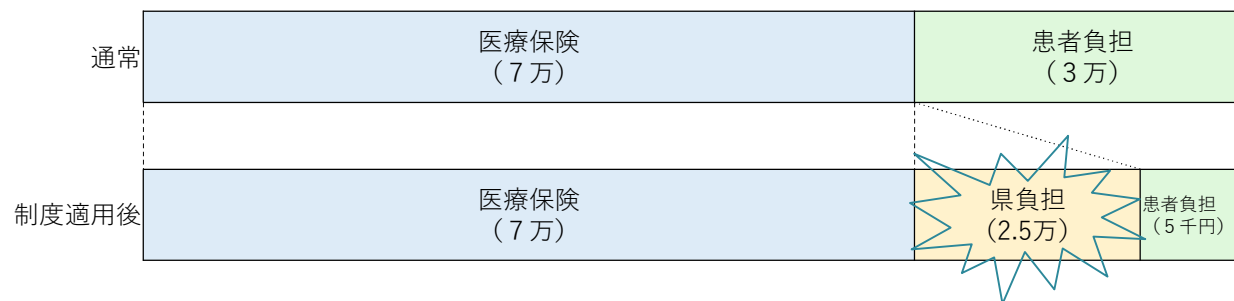 通常
医療保険
（７万）
患者負担
（３万）
制度適用後
医療保険
（７万）
県負担
（2.5万）
患者負担
（５千円）